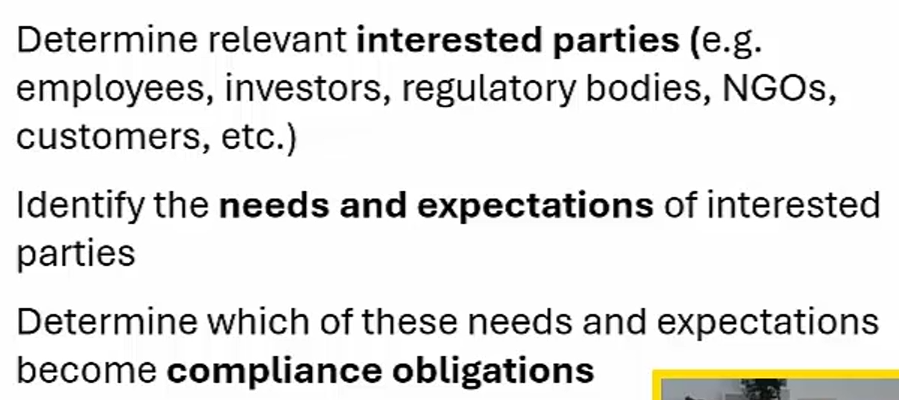 Determine relevant interested parties (e.g.
employees, investors, regulatory bodies, NGOs,
customers, etc.)
Identify the needs and expectations of interested
parties
Determine which of these needs and expectations
become compliance obligations